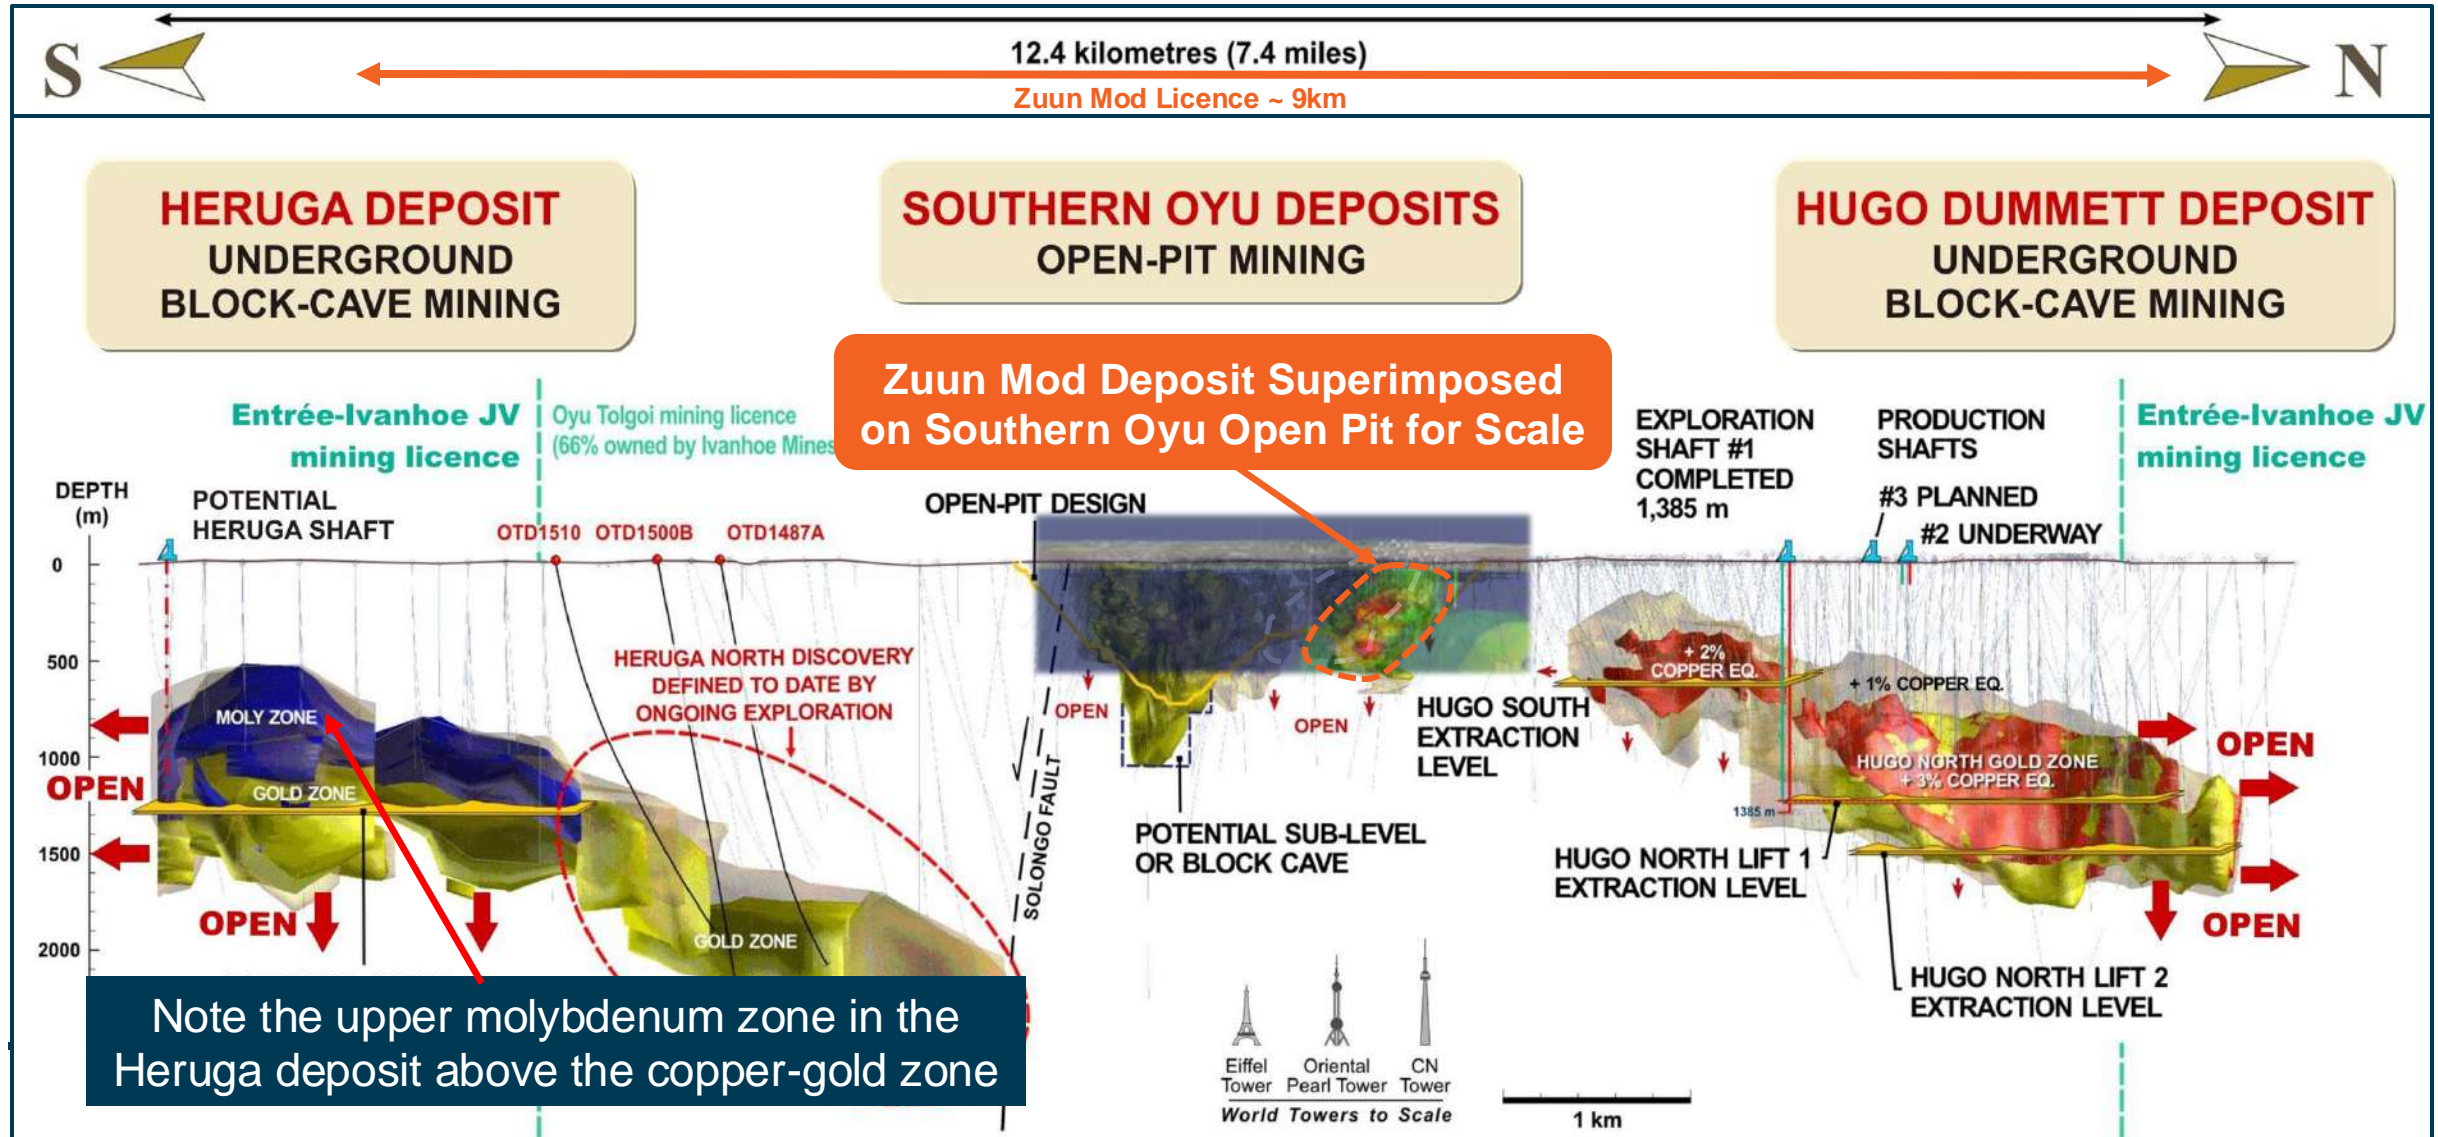 12.4 kilometres (7.4 miles)
S
N
Zuun Mod Licence ~ 9km
HERUGA DEPOSIT
UNDERGROUND
BLOCK-CAVE MINING
SOUTHERN OYU DEPOSITS
OPEN-PIT MINING
HUGO DUMMETT DEPOSIT
UNDERGROUND
BLOCK-CAVE MINING
Zuun Mod Deposit Superimposed
on Southern Oyu Open Pit for Scale
Entrée-Ivanhoe JV
mining licence
Oyu Tolgoi mining licence
(66% owned by Ivanhoe Mines
EXPLORATION
SHAFT #1
COMPLETED
1,385 m
PRODUCTION
SHAFTS
#3 PLANNED
#2 UNDERWAY
Entrée-Ivanhoe JV
mining licence
DEPTH
(m)
0
500
1000
1500
2000
POTENTIAL
HERUGA SHAFT
OTD1510
OTD1500B
OTD1487A
OPEN-PIT DESIGN
HERUGA NORTH DISCOVERY
DEFINED TO DATE BY
ONGOING EXPLORATION
MOLY ZONE
GOLD ZONE
OPEN
OPEN
GOLD ZONE
SOLONGO FAULT
OPEN
OPEN
POTENTIAL SUB-LEVEL
OR BLOCK CAVE
HUGO SOUTH
EXTRACTION
LEVEL
+ 2%
COPPER EQ.
+ 1% COPPER EQ.
HUGO NORTH GOLD ZONE
+ 3% COPPER EQ.
1385 m
HUGO NORTH LIFT 1
EXTRACTION LEVEL
HUGO NORTH LIFT 2
EXTRACTION LEVEL
OPEN
OPEN
Note the upper molybdenum zone in the
Heruga deposit above the copper-gold zone
Eiffel
Tower
Oriental
Pearl Tower
CN
Tower
World Towers to Scale
1 km